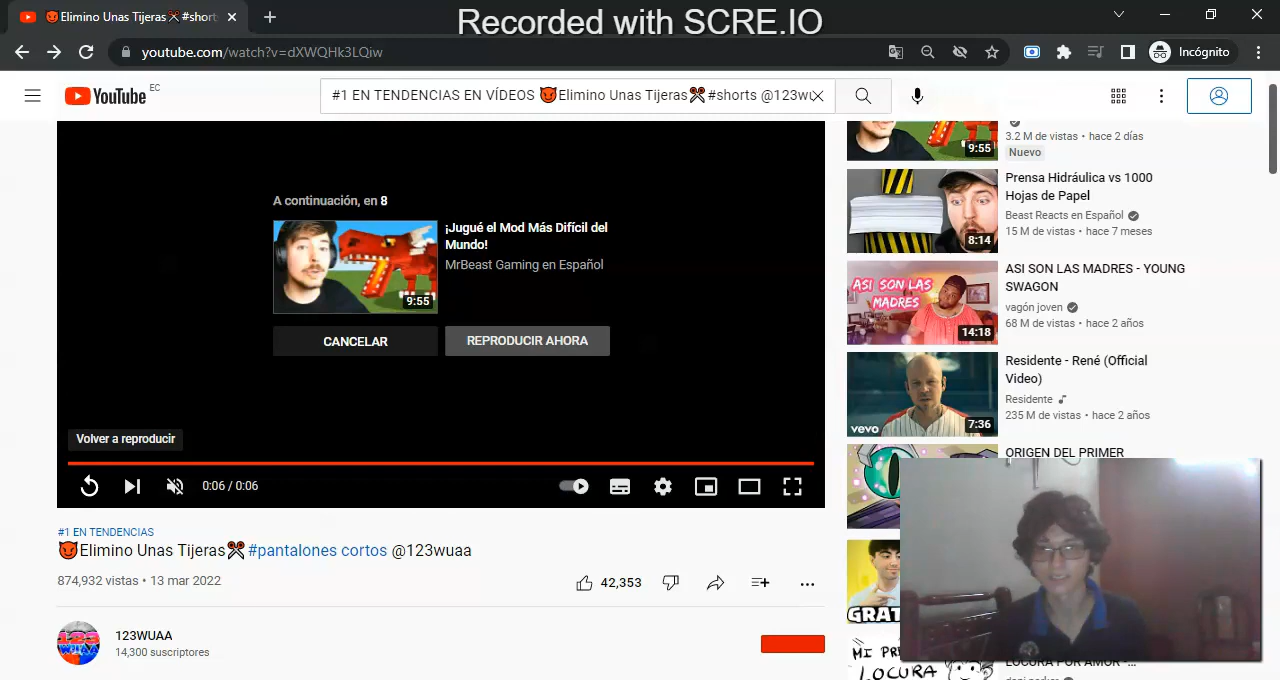 Elimino Unas Tijeras #short
Recorded with SCRE.IO
youtube.com/watch?v=dXWQHk3LQiw
Incógnito
YouTube EC
#1 EN TENDENCIAS EN VÍDEOS 😈Elimino Unas Tijeras✂#shorts @123wu
A continuación, en 8
¡Jugué el Mod Más Difícil del
Mundo!
MrBeast Gaming en Español
9:55
CANCELAR
REPRODUCIR AHORA
Volver a reproducir
0:06 / 0:06
#1 EN TENDENCIAS
😈Elimino Unas Tijeras✂#pantalones cortos @123wuaa
874,932 vistas • 13 mar 2022
42,353
123
WUAA
123WUAA
14,300 suscriptores
9:55
3.2 M de vistas • hace 2 días
Nuevo
Prensa Hidráulica vs 1000
Hojas de Papel
Beast Reacts en Español
15 M de vistas • hace 7 meses
8:14
ASI SON LAS MADRES
14:18
ASI SON LAS MADRES - YOUNG
SWAGON
vagón joven
68 M de vistas • hace 2 años
vevo
7:36
Residente - René (Official
Video)
Residente
235 M de vistas • hace 2 años
ORIGEN DEL PRIMER
GRAT
MI PR
LOCURA
LOCURA POR AMOR -...